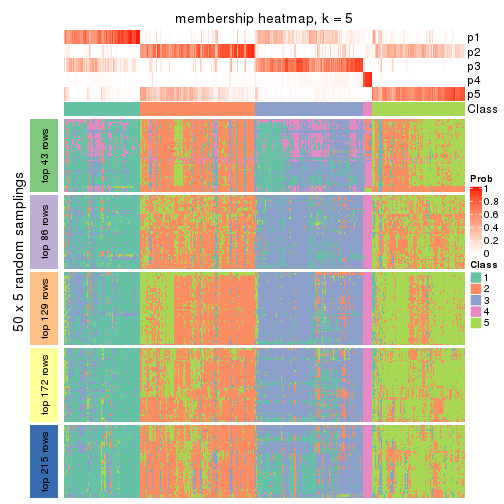 membership heatmap, k = 5
p1
p2
p3
p4
p5
Class
50 x 5 random samplings
top 43 rows
top 86 rows
top 129 rows
top 172 rows
top 215 rows
Prob
1
0.8
0.6
0.4
0.2
0
Class
1
2
3
4
5